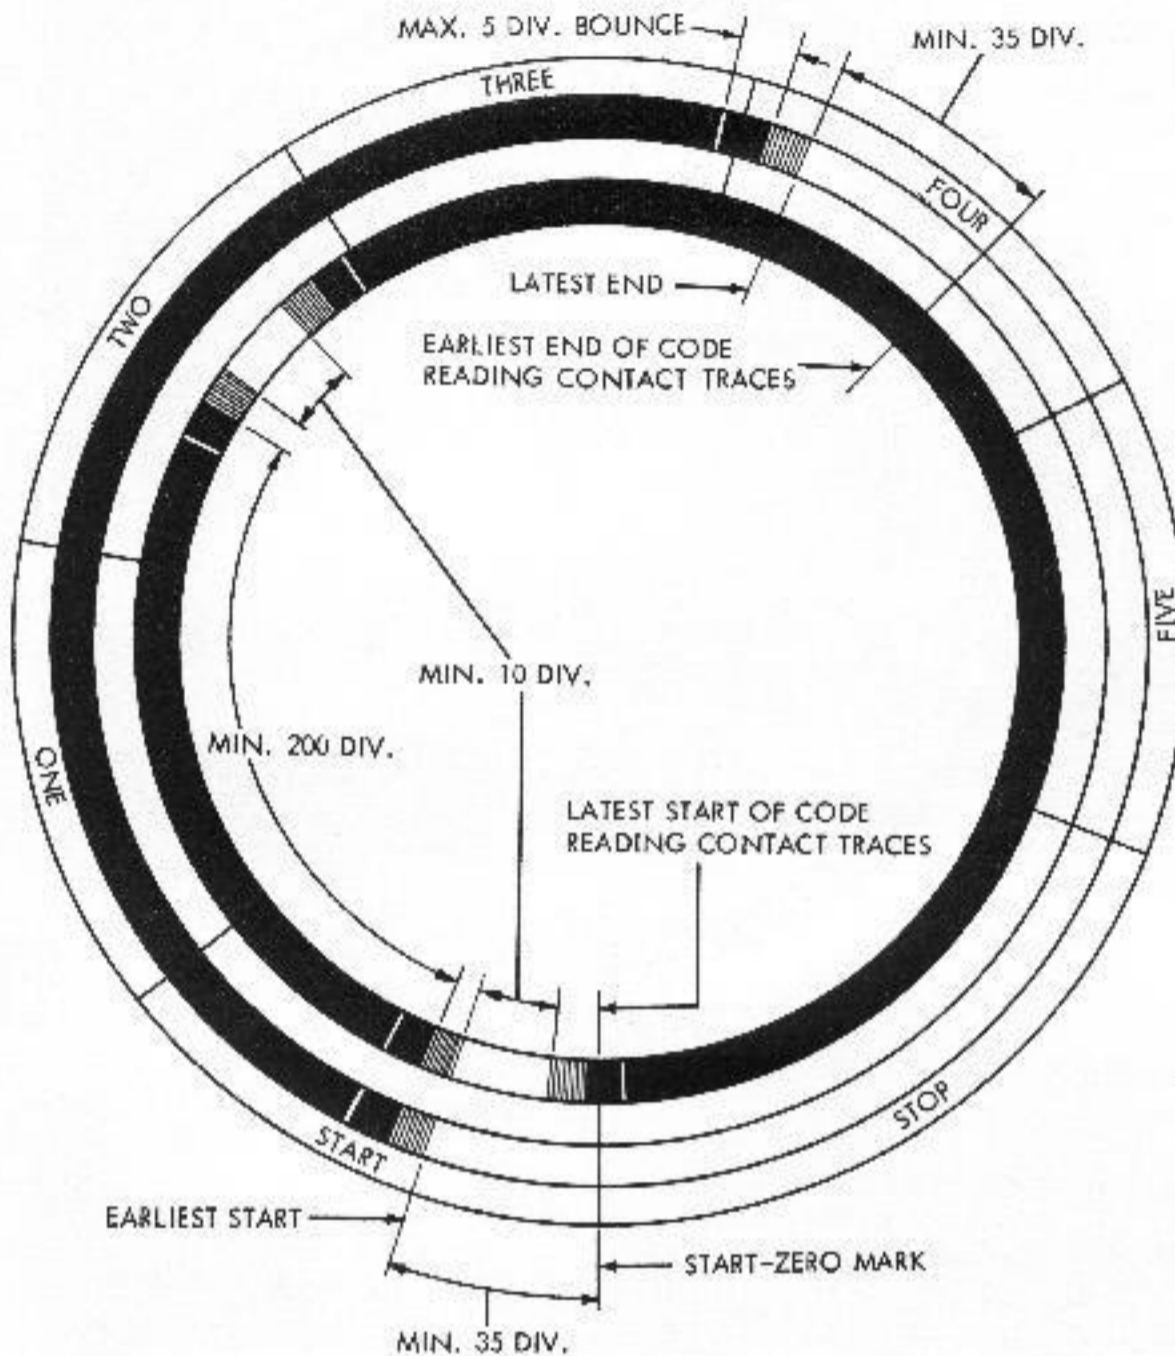 MAX. 5 DIV. BOUNCE
MIN. 35 DIV.
THREE
FOUR
TWO
LATEST END
EARLIEST END OF CODE
READING CONTACT TRACES
FIVE
MIN. 10 DIV.
MIN. 200 DIV.
ONE
LATEST START OF CODE
READING CONTACT TRACES
STOP
START
EARLIEST START
START-ZERO MARK
MIN. 35 DIV.